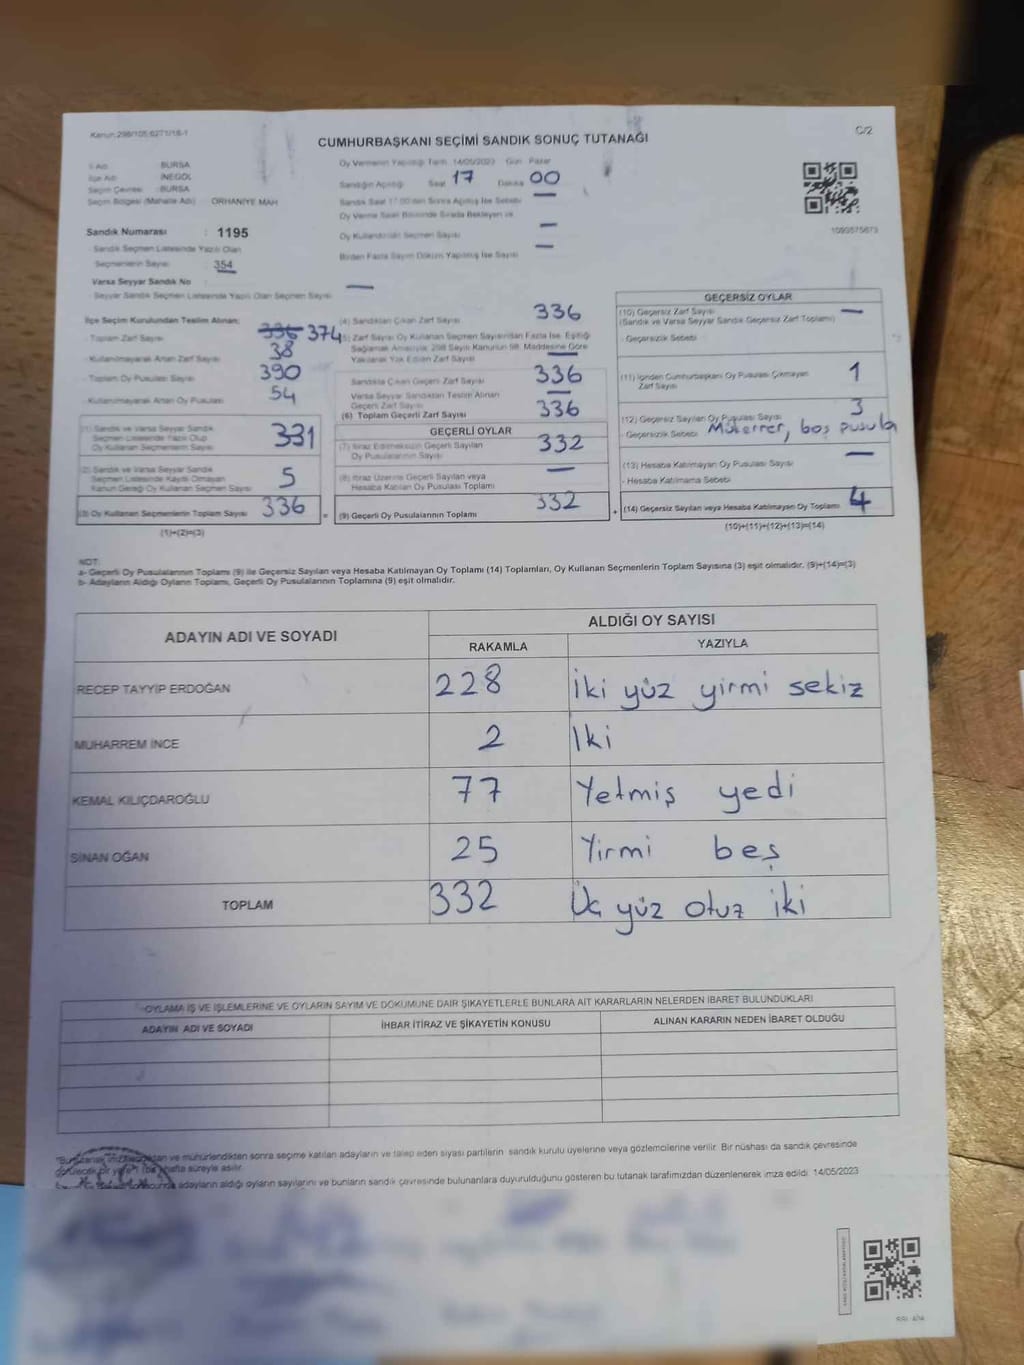 Kanun:298/105;6271/18-1
C/2
CUMHURBAŞKANI SEÇİMİ SANDIK SONUÇ TUTANAĞI
İl Adı : BURSA
İlçe Adı : İNEGÖL
Seçim Çevresi : BURSA
Seçim Bölgesi (Mahalle Adı) : ORHANİYE MAH
Sandık Numarası : 1195
Sandık Seçmen Listesinde Yazılı Olan
Seçmenlerin Sayısı : 354
Varsa Seyyar Sandık No : —
Seyyar Sandık Seçmen Listesinde Yazılı Olan Seçmen Sayısı
Oy Vermenin Yapıldığı Tarih :14/05/2023 Gün : Pazar
Sandığın Açılışı Saat 17 Dakika 00
Sandık Saat 17:00'den Sonra Açılmış İse Sebebi —
Oy Verme Saati Bitiminde Sırada Bekleyen ve
Oy Kullandırılan Seçmen Sayısı —
Birden Fazla Sayım Döküm Yapılmış İse Sayısı —
1093575673
İlçe Seçim Kurulundan Teslim Alınan;
- Toplam Zarf Sayısı 336 374
- Kullanılmayarak Artan Zarf Sayısı 38
- Toplam Oy Pusulası Sayısı 390
- Kullanılmayarak Artan Oy Pusulası 54
(1) Sandık ve Varsa Seyyar Sandık
Seçmen Listesinde Yazılı Olup
Oy Kullanan Seçmenlerin Sayısı 331
(2) Sandık ve Varsa Seyyar Sandık
Seçmen Listesinde Kaydı Olmayan
Kanun Gereği Oy Kullanan Seçmen Sayısı 5
(3) Oy Kullanan Seçmenlerin Toplam Sayısı 336
(1)+(2)=(3)
(4) Sandıktan Çıkan Zarf Sayısı 336
(5) Zarf Sayısı Oy Kullanan Seçmen Sayısından Fazla İse, Eşitliği
Sağlamak Amacıyla; 298 Sayılı Kanunun 98. Maddesine Göre
Yakılarak Yok Edilen Zarf Sayısı —
Sandıkta Çıkan Geçerli Zarf Sayısı 336
Varsa Seyyar Sandıktan Teslim Alınan
Geçerli Zarf Sayısı —
(6) Toplam Geçerli Zarf Sayısı 336
GEÇERLİ OYLAR
(7) İtiraz Edilmeksizin Geçerli Sayılan
Oy Pusulalarının Sayısı 332
(8) İtiraz Üzerine Geçerli Sayılan veya
Hesaba Katılan Oy Pusulası Toplamı —
= (9) Geçerli Oy Pusulalarının Toplamı 332
GEÇERSİZ OYLAR
(10) Geçersiz Zarf Sayısı —
(Sandık ve Varsa Seyyar Sandık Geçersiz Zarf Toplamı)
- Geçersizlik Sebebi
(11) İçinden Cumhurbaşkanı Oy Pusulası Çıkmayan
Zarf Sayısı 1
(12) Geçersiz Sayılan Oy Pusulası Sayısı 3
- Geçersizlik Sebebi Mükerrer, boş pusula
(13) Hesaba Katılmayan Oy Pusulası Sayısı —
- Hesaba Katılmama Sebebi
+ (14) Geçersiz Sayılan veya Hesaba Katılmayan Oy Toplamı 4
(10)+(11)+(12)+(13)=(14)
NOT:
a- Geçerli Oy Pusulasının Toplamı (9) ile Geçersiz Sayılan veya Hesaba Katılmayan Oy Toplamı (14) Toplamları, Oy Kullanan Seçmenlerin Toplam Sayısına (3) eşit olmalıdır. (9)+(14)=(3)
b- Adayların Aldığı Oyların Toplamı, Geçerli Oy Pusulalarının Toplamına (9) eşit olmalıdır.
ADAYIN ADI VE SOYADI
ALDIĞI OY SAYISI
RAKAMLA YAZIYLA
RECEP TAYYİP ERDOĞAN 228 İki yüz yirmi sekiz
MUHARREM İNCE 2 Iki
KEMAL KILIÇDAROĞLU 77 Yetmiş yedi
SİNAN OĞAN 25 Yirmi beş
TOPLAM 332 Üç yüz otuz iki
OYLAMA İŞ VE İŞLEMLERİNE VE OYLARIN SAYIM VE DÖKÜMÜNE DAİR ŞİKAYETLERLE BUNLARA AİT KARARLARIN NELERDEN İBARET BULUNDUKLARI
ADAYIN ADI VE SOYADI İHBAR İTİRAZ VE ŞİKAYETİN KONUSU ALINAN KARARIN NEDEN İBARET OLDUĞU
ve mühürlendikten sonra seçime katılan adayların ve talep eden siyasi partilerin sandık kurulu üyelerine veya gözlemcilerine verilir. Bir nüshası da sandık çevresinde
görülecek bir yere hafta süreyle asılır.
adayların aldığı oyların sayılarını ve bunların sandık çevresinde bulunanlara duyurulduğunu gösteren bu tutanak tarafımızdan düzenlenerek imza edildi. 14/05/2023